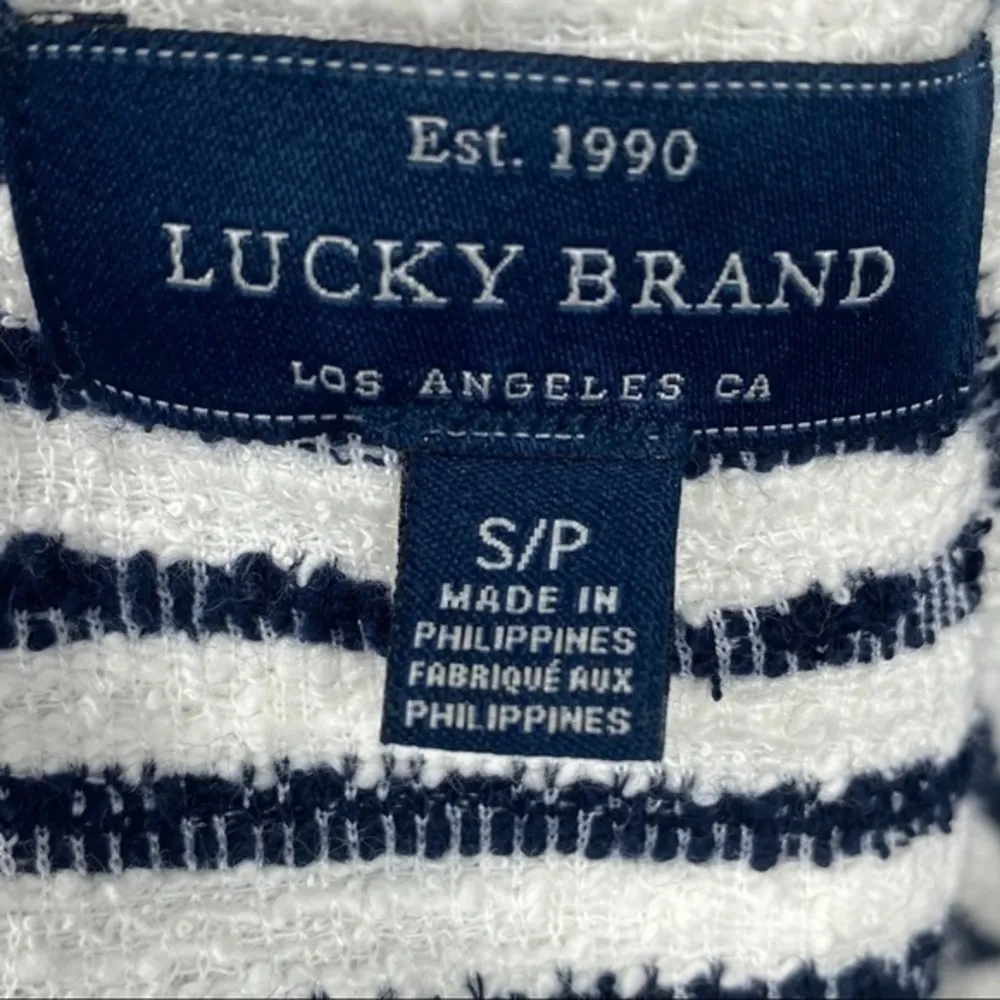 Est. 1990
LUCKY BRAND
LOS ANGELES CA
S/P
MADE IN
PHILIPPINES
FABRIQUÉ AUX
PHILIPPINES